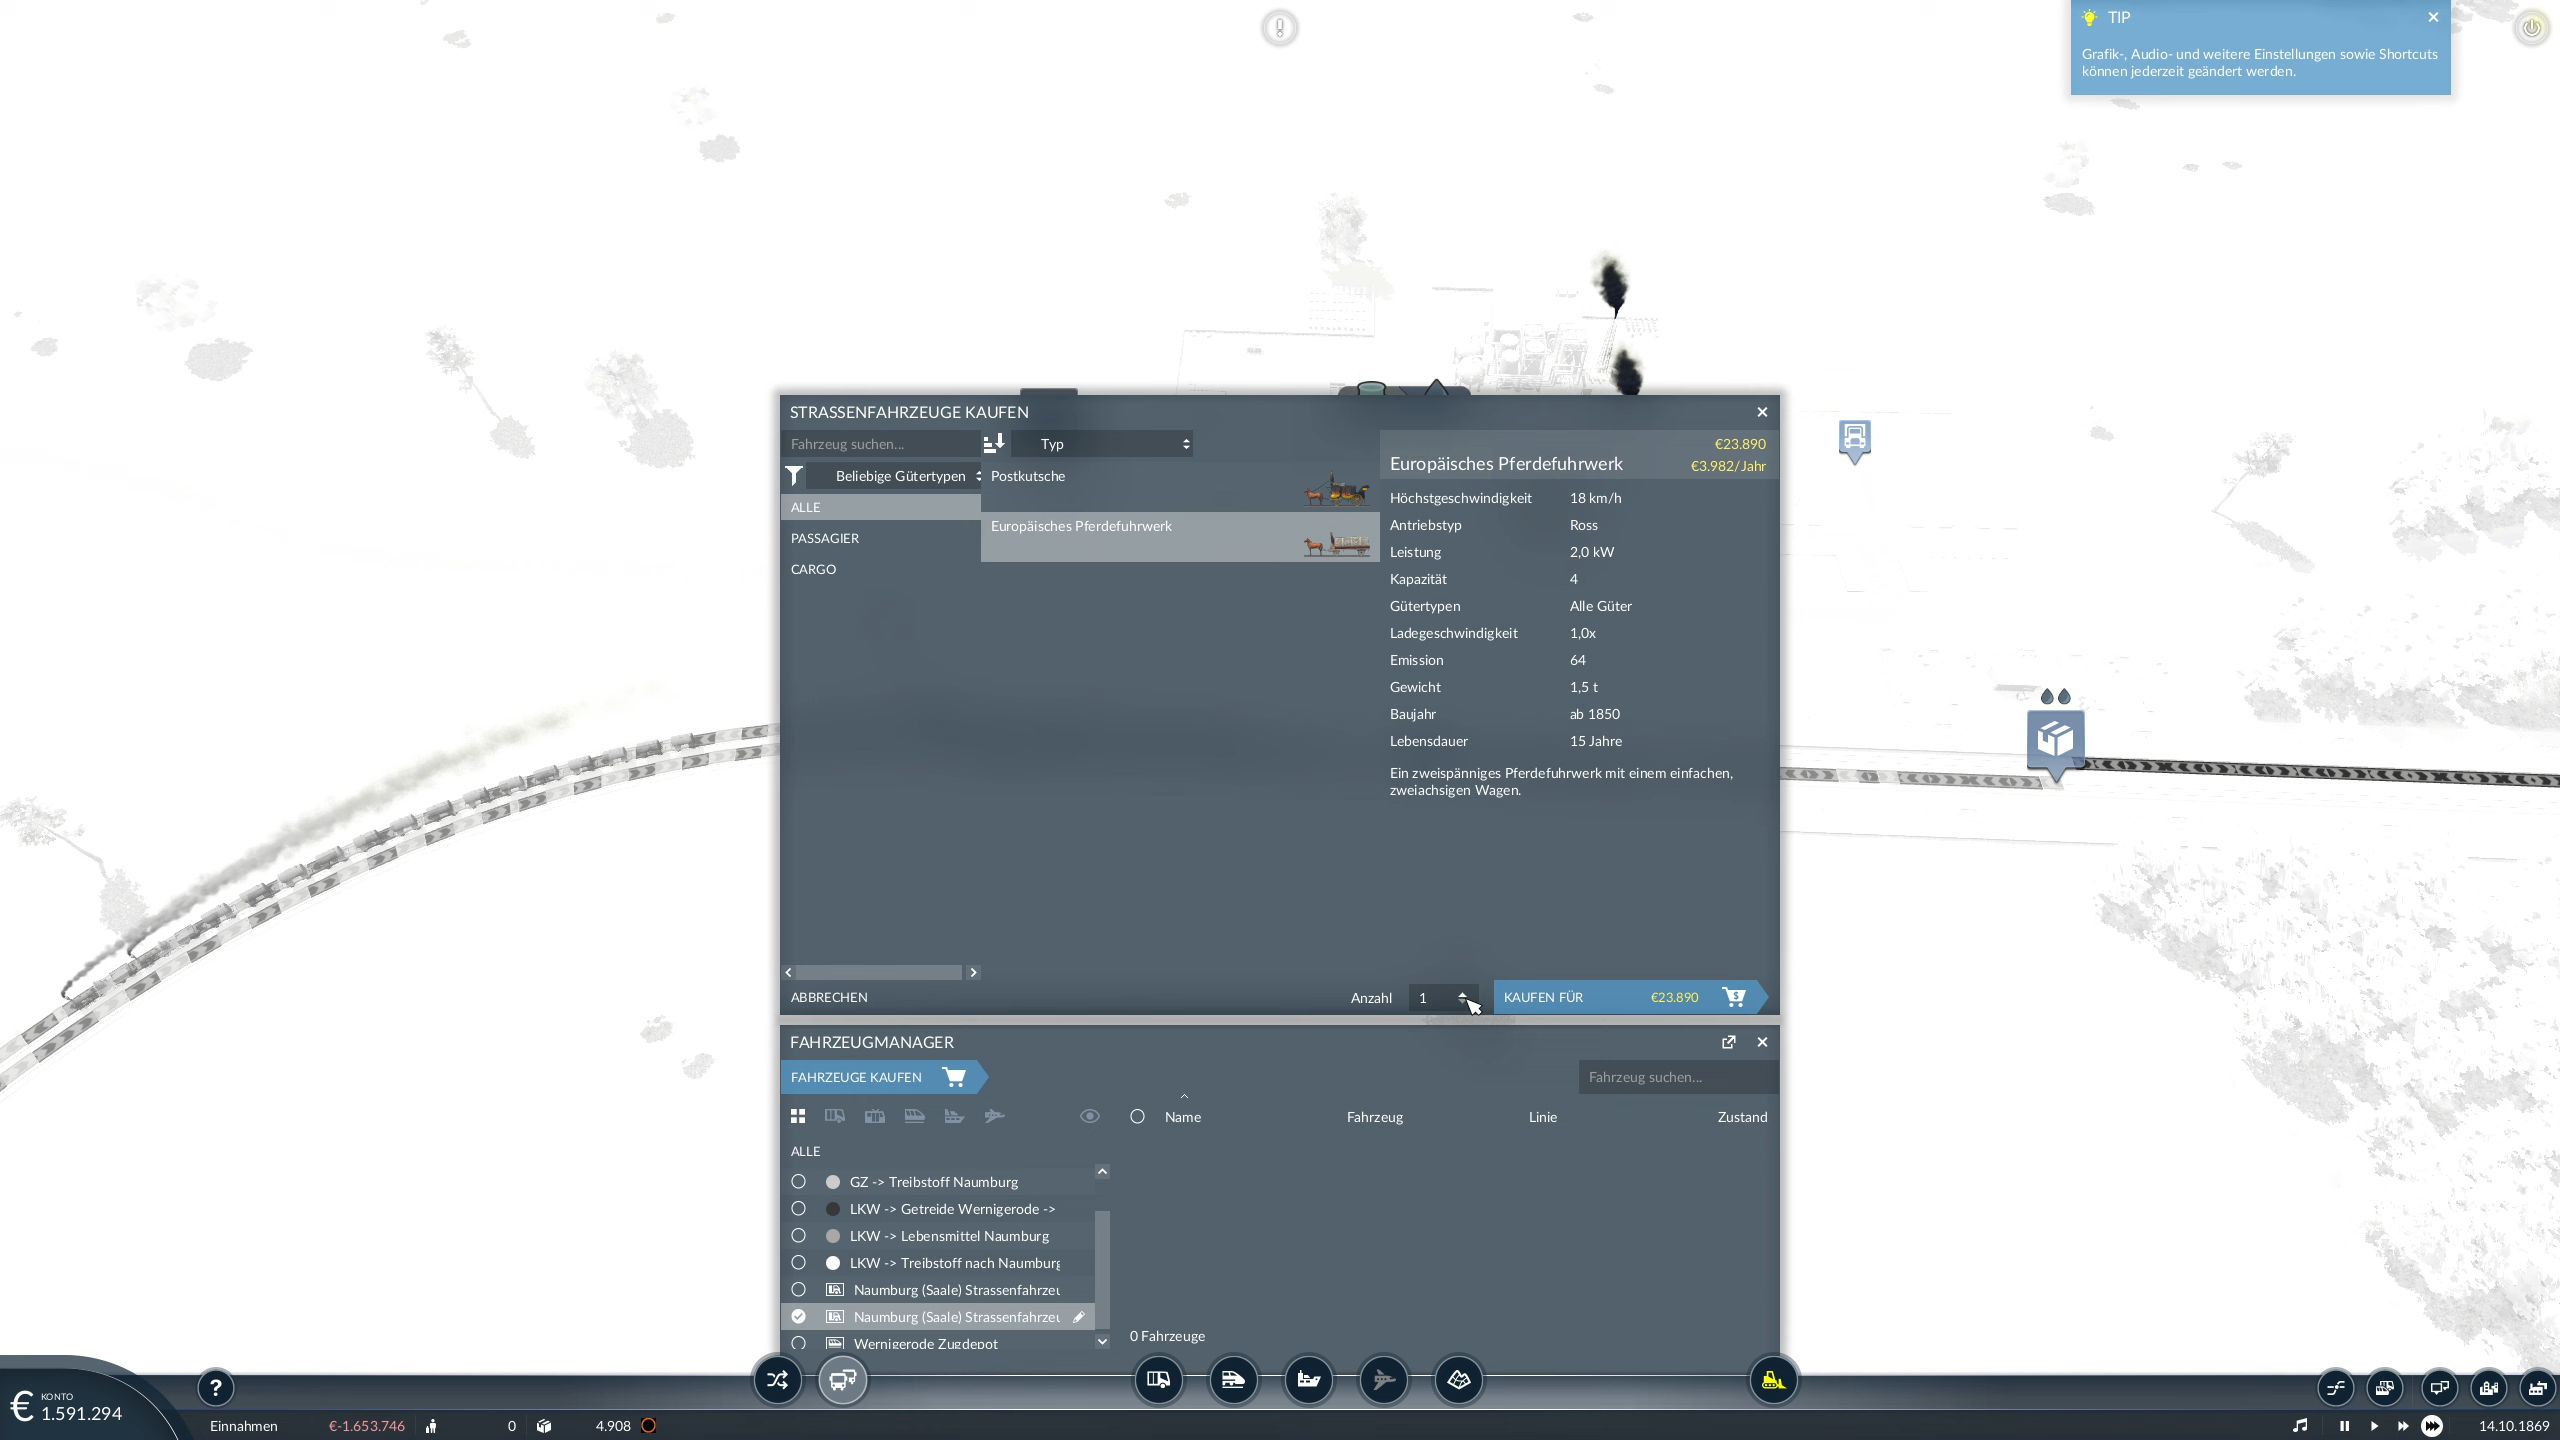 TIP
Grafik-, Audio- und weitere Einstellungen sowie Shortcuts
können jederzeit geändert werden.
STRASSENFAHRZEUGE KAUFEN
Fahrzeug suchen...
Typ
Beliebige Gütertypen
ALLE
PASSAGIER
CARGO
Postkutsche
Europäisches Pferdefuhrwerk
€23.890
Europäisches Pferdefuhrwerk
€3.982/Jahr
Höchstgeschwindigkeit 18 km/h
Antriebstyp Ross
Leistung 2,0 kW
Kapazität 4
Gütertypen Alle Güter
Ladegeschwindigkeit 1,0x
Emission 64
Gewicht 1,5 t
Baujahr ab 1850
Lebensdauer 15 Jahre
Ein zweispänniges Pferdefuhrwerk mit einem einfachen,
zweiachsigen Wagen.
ABBRECHEN
Anzahl 1
KAUFEN FÜR €23.890
FAHRZEUGMANAGER
FAHRZEUGE KAUFEN
Fahrzeug suchen...
Name Fahrzeug Linie Zustand
ALLE
GZ -> Treibstoff Naumburg
LKW -> Getreide Wernigerode ->
LKW -> Lebensmittel Naumburg
LKW -> Treibstoff nach Naumburg
Naumburg (Saale) Strassenfahrzeu
Naumburg (Saale) Strassenfahrzeu
Wernigerode Zugdepot
0 Fahrzeuge
?
€ KONTO
1.591.294
Einnahmen €-1.653.746 0 4.908
14.10.1869